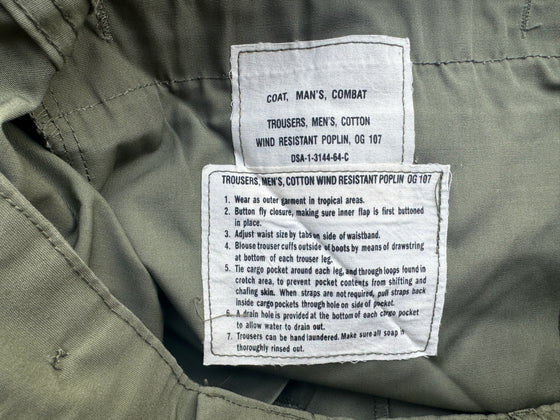 COAT, MAN'S, COMBAT
TROUSERS, MEN'S, COTTON
WIND RESISTANT POPLIN, OG 107
DSA-1-3144-64-C
TROUSERS, MEN'S, COTTON WIND RESISTANT POPLIN OG 107
1. Wear as outer garment in tropical areas.
2. Button fly closure, making sure inner flap is first buttoned
in place.
3. Adjust waist size by tabs on side of waistband.
4. Blouse trouser cuffs outside of boots by means of drawstring
at bottom of each trouser leg.
5. Tie cargo pocket around each leg, and through loops found in
crotch area, to prevent pocket contents from shifting and
chafing skin. When straps are not required, pull straps back
inside cargo pockets through hole on side of pocket.
6. A drain hole is provided at the bottom of each cargo pocket
to allow water to drain out.
7. Trousers can be hand laundered. Make sure all soap is
thoroughly rinsed out.